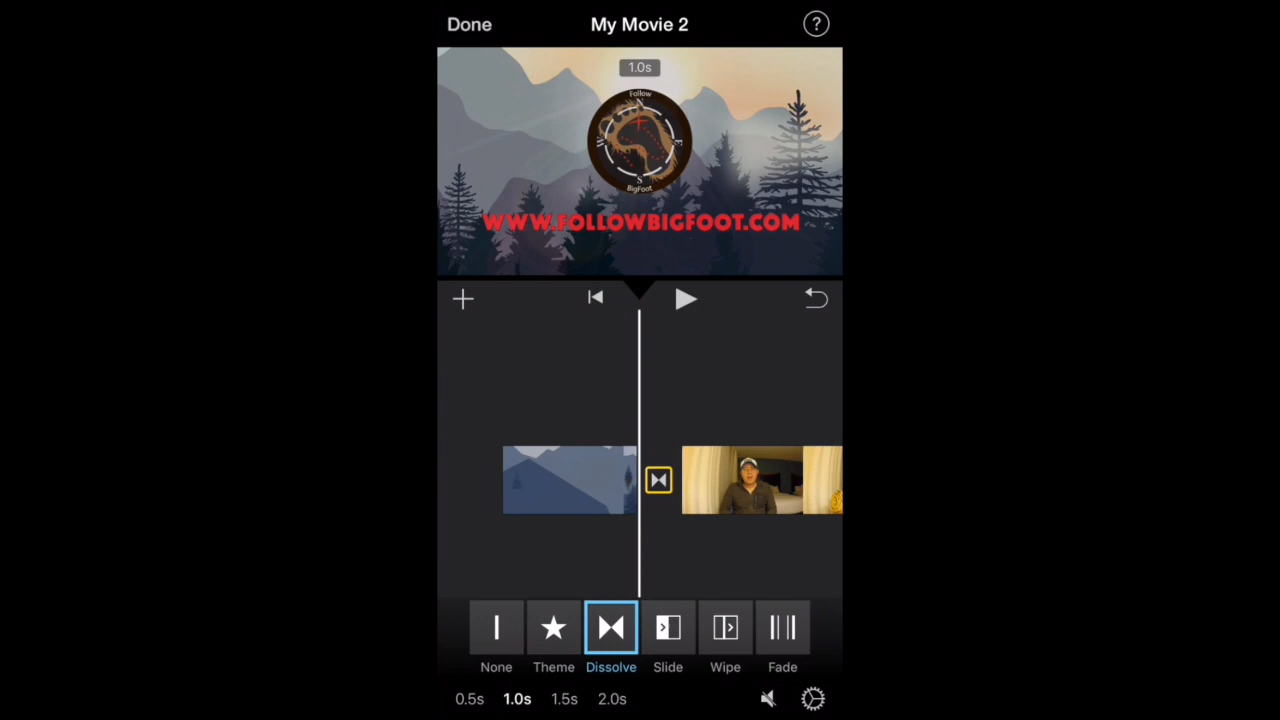 Done My Movie 2 ?
1.0s
Follow
N
W E
S
BigFoot
WWW.FOLLOWBIGFOOT.COM
None Theme Dissolve Slide Wipe Fade
0.5s 1.0s 1.5s 2.0s